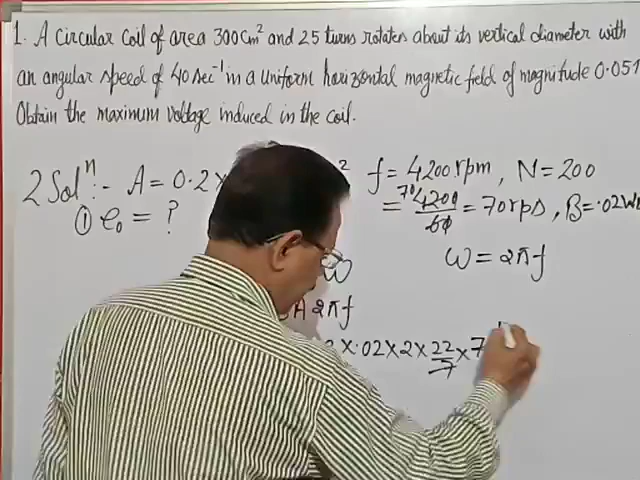 1. A Circular Coil of area 300cm² and 25 turns rotates about its vertical diameter with
an angular speed of 40 sec⁻¹ in a uniform horizontal magnetic field of magnitude 0.05T
Obtain the maximum voltage induced in the coil.
2 Solⁿ :- A = 0.2 × ² f = 4200 rpm, N = 200
① e₀ = ? = 70 4200/60 = 70 rps, B = .02 W
ω ω = 2πf
A 2πf
× .02 × 2 × 22/7 × 7